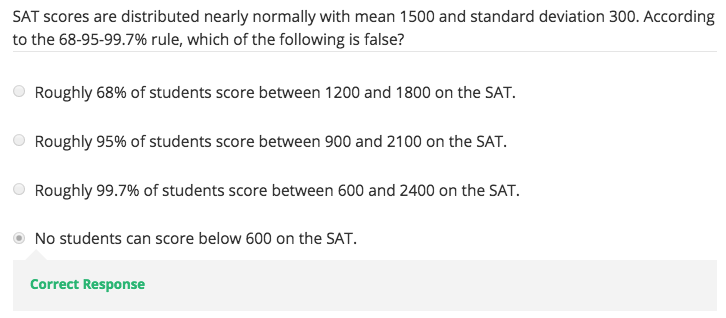 SAT scores are distributed nearly normally with mean 1500 and standard deviation 300. According
to the 68-95-99.7% rule, which of the following is false?
Roughly 68% of students score between 1200 and 1800 on the SAT.
Roughly 95% of students score between 900 and 2100 on the SAT.
Roughly 99.7% of students score between 600 and 2400 on the SAT.
No students can score below 600 on the SAT.
Correct Response